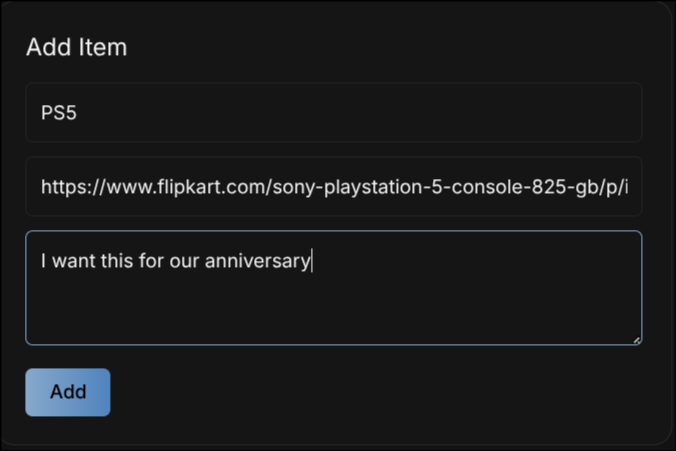 Add Item
PS5
https://www.flipkart.com/sony-playstation-5-console-825-gb/p/i
I want this for our anniversary
Add